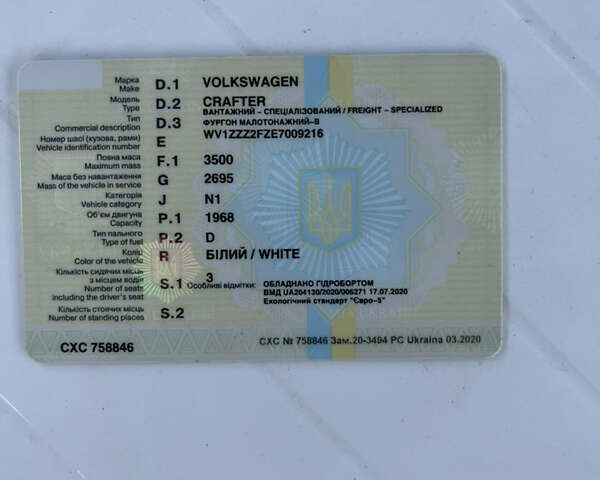 Марка
Make D.1 VOLKSWAGEN
Модель
Type D.2 CRAFTER
ВАНТАЖНИЙ – СПЕЦІАЛІЗОВАНИЙ / FREIGHT – SPECIALIZED
Тип
Commercial description D.3 ФУРГОН МАЛОТОНАЖНИЙ-В
Номер шасі (кузова, рами)
Vehicle identification number E WV1ZZZ2FZE7009216
Повна маса
Maximum mass F.1 3500
Маса без навантаження
Mass of the vehicle in service G 2695
Категорія
Vehicle category J N1
Об'єм двигуна
Capacity P.1 1968
Тип пального
Type of fuel P.2 D
Колір
Color of the vehicle R БІЛИЙ / WHITE
Кількість сидячих місць
з місцем водія
Number of seats
including the driver's seat S.1 3
Особливі відмітки: ОБЛАДНАНО ГІДРОБОРТОМ
ВМД UA204130/2020/006271 17.07.2020
Екологічний стандарт "Євро-5"
Кількість стоячих місць
Number of standing places S.2
СХС 758846
СХС № 758846 Зам.20-3494 РС Ukraina 03.2020